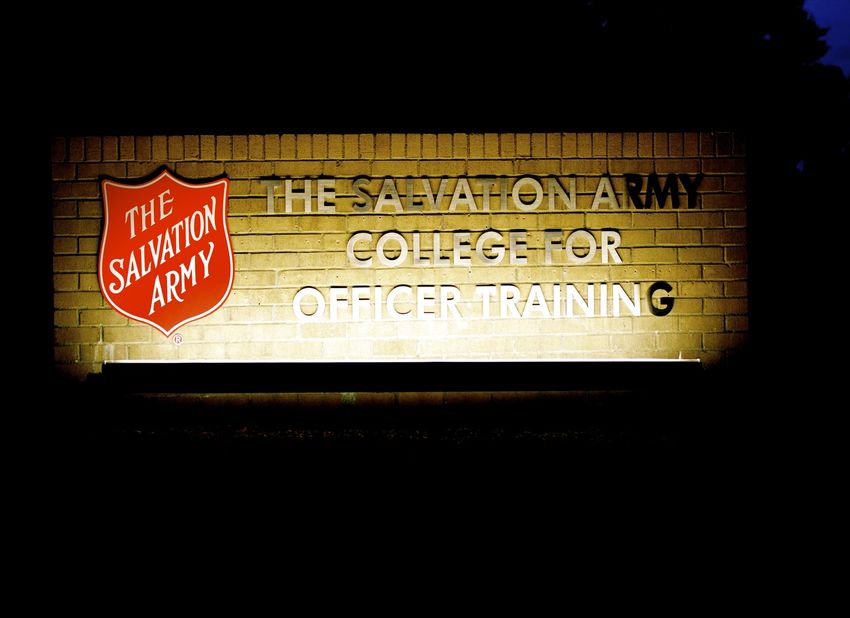 THE
SALVATION
ARMY
®
THE SALVATION ARMY
COLLEGE FOR
OFFICER TRAINING